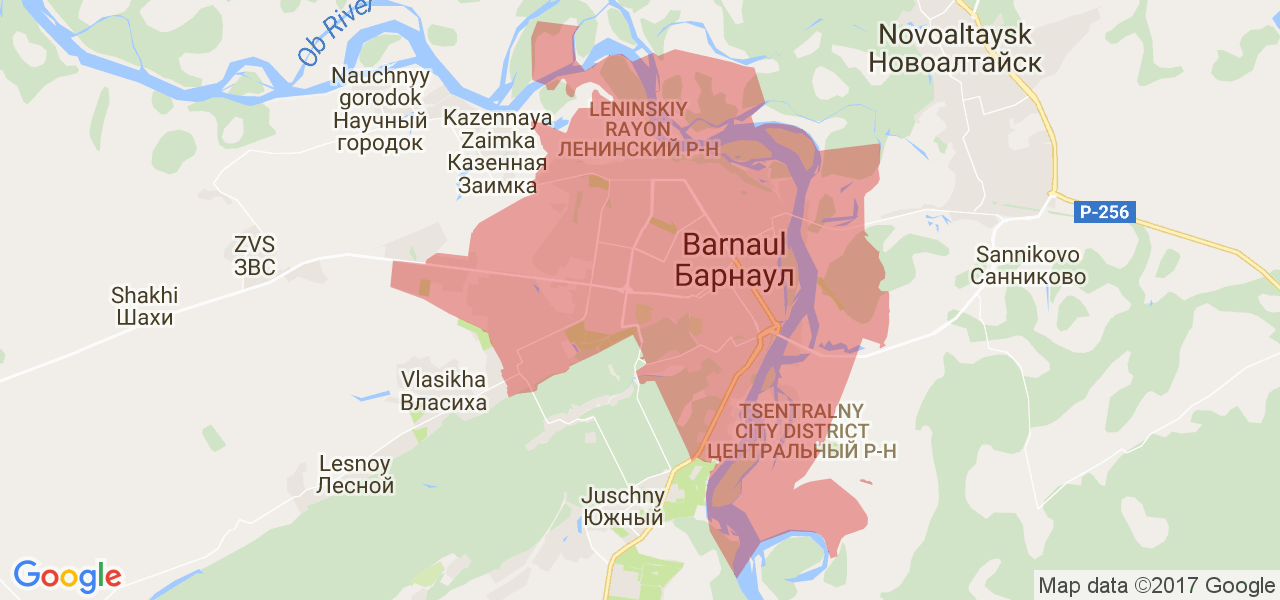 Ob River
Novoaltaysk
Новоалтайск
Nauchnyy
gorodok
Научный
городок
Kazennaya
Zaimka
Казенная
Заимка
LENINSKIY
RAYON
ЛЕНИНСКИЙ Р-Н
P-256
ZVS
ЗВС
Barnaul
Барнаул
Sannikovo
Санниково
Shakhi
Шахи
Vlasikha
Власиха
TSENTRALNY
CITY DISTRICT
ЦЕНТРАЛЬНЫЙ Р-Н
Lesnoy
Лесной
Juschny
Южный
Google
Map data ©2017 Google